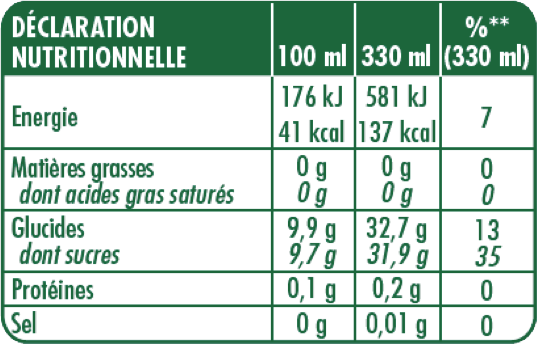 DÉCLARATION %**
NUTRITIONNELLE 100 ml 330 ml (330 ml)
Energie 176 kJ 581 kJ 7
41 kcal 137 kcal
Matières grasses 0 g 0 g 0
dont acides gras saturés 0 g 0 g 0
Glucides 9,9 g 32,7 g 13
dont sucres 9,7 g 31,9 g 35
Protéines 0,1 g 0,2 g 0
Sel 0 g 0,01 g 0